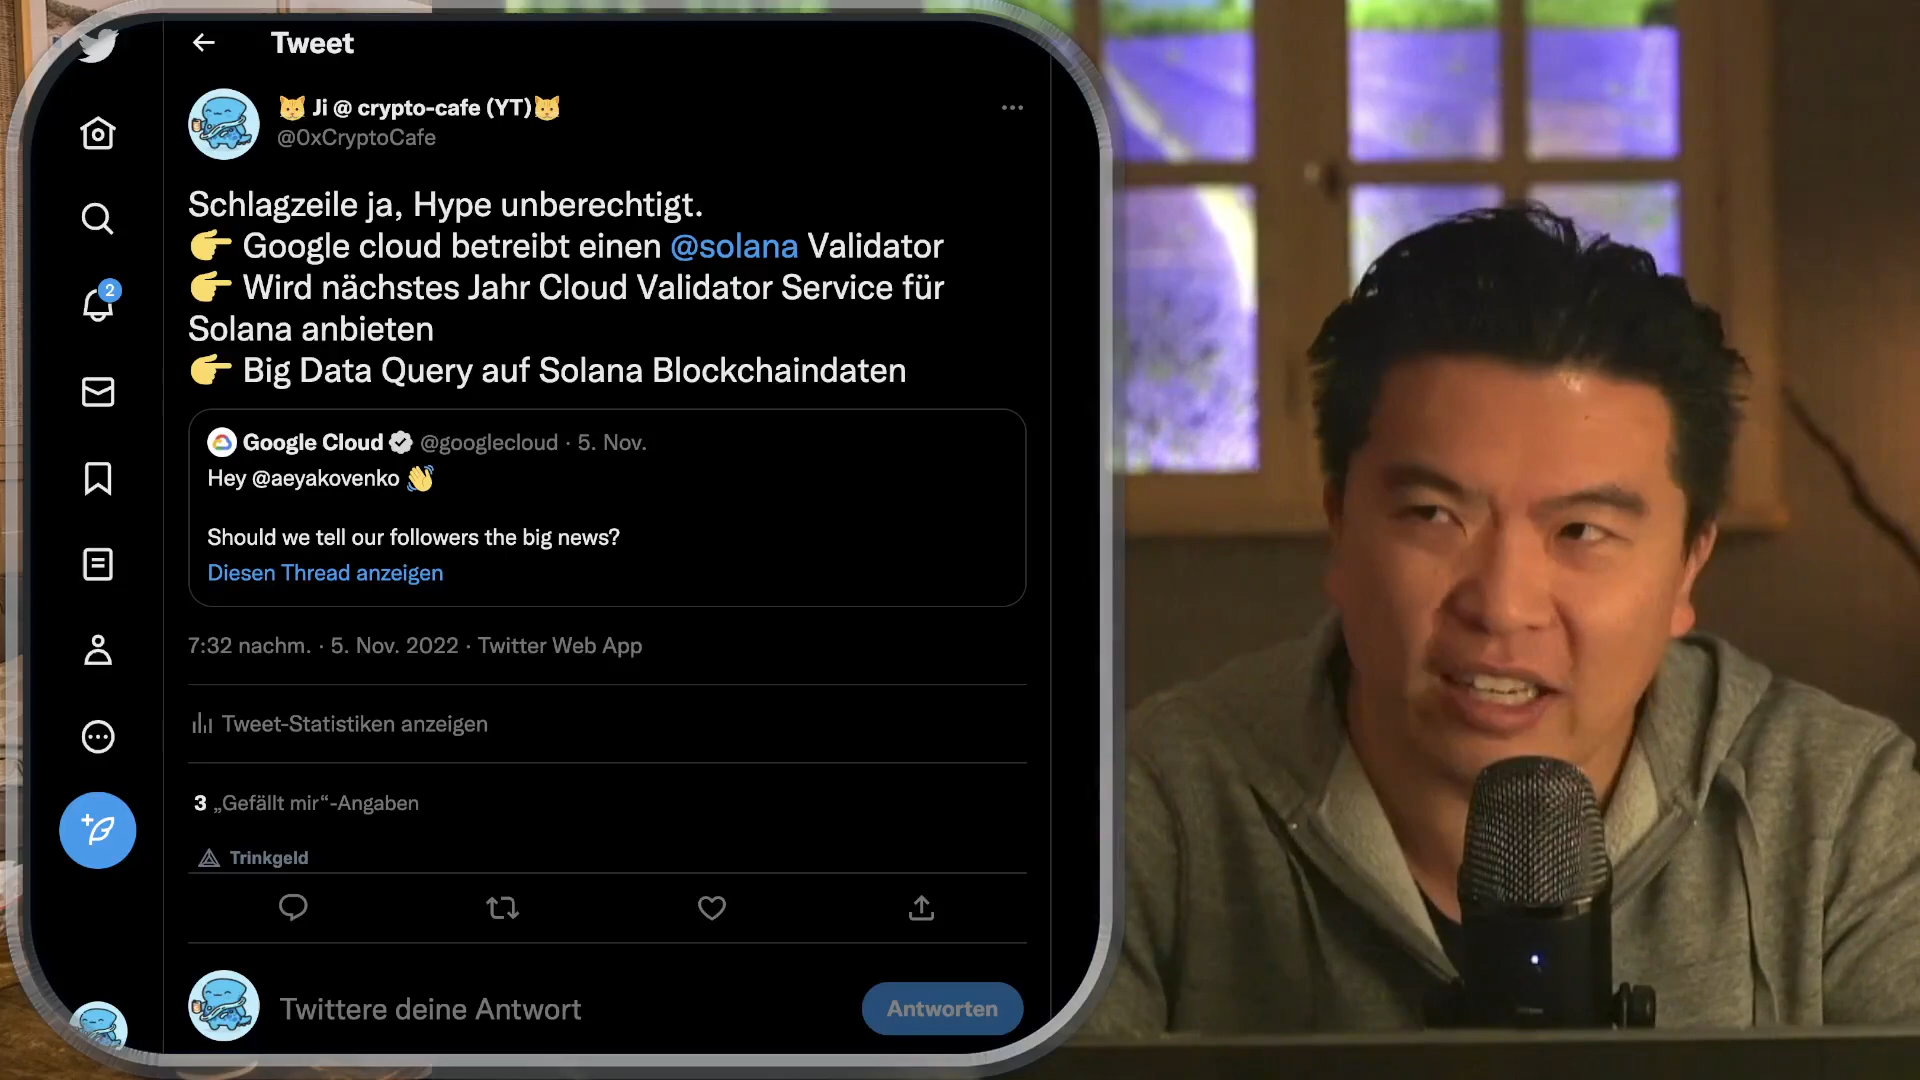 Tweet
🐱 Ji @ crypto-cafe (YT)🐱
@0xCryptoCafe
Schlagzeile ja, Hype unberechtigt.
👉 Google cloud betreibt einen @solana Validator
👉 Wird nächstes Jahr Cloud Validator Service für
Solana anbieten
👉 Big Data Query auf Solana Blockchaindaten
Google Cloud @googlecloud · 5. Nov.
Hey @aeyakovenko 👋
Should we tell our followers the big news?
Diesen Thread anzeigen
7:32 nachm. · 5. Nov. 2022 · Twitter Web App
Tweet-Statistiken anzeigen
3 „Gefällt mir“-Angaben
Trinkgeld
Twittere deine Antwort
Antworten
2